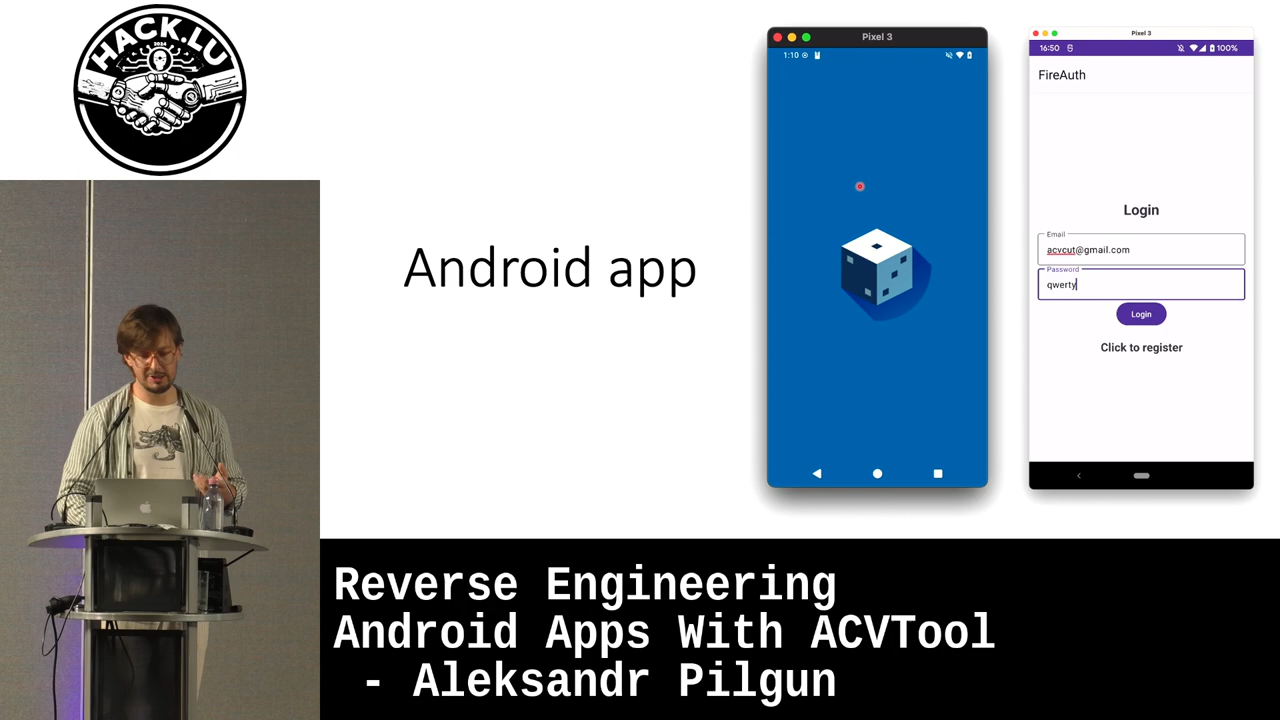 HACK.LU
2024
Android app
Pixel 3
1:10
Pixel 3
16:50
100%
FireAuth
Login
Email
acvcut@gmail.com
Password
qwerty
Login
Click to register
Reverse Engineering
Android Apps With ACVTool
- Aleksandr Pilgun